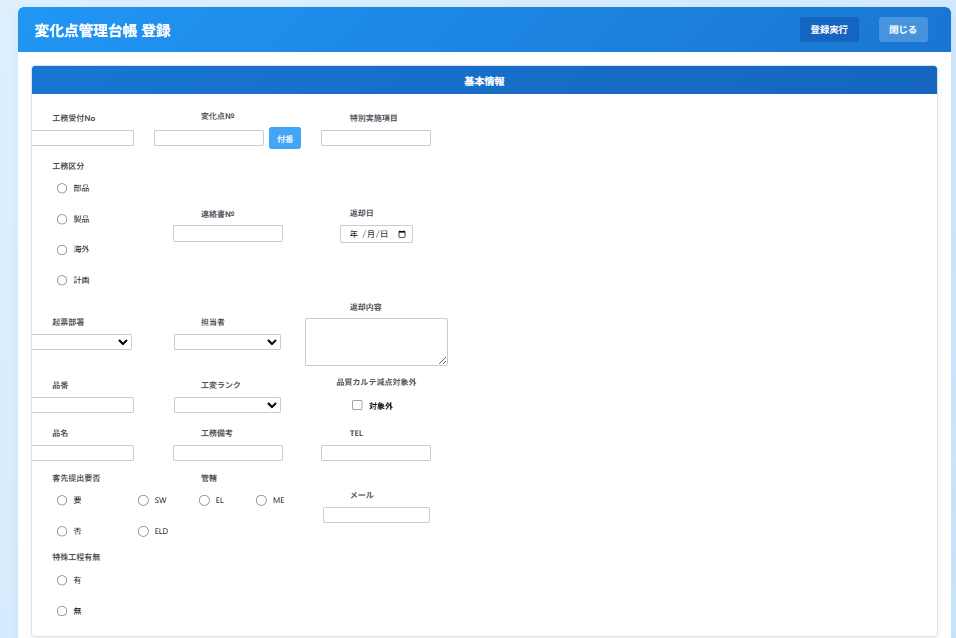 変化点管理台帳 登録
登録実行
閉じる
基本情報
工務受付No
変化点№
特別実施項目
付番
工務区分
部品
製品
連絡書№
返却日
年 /月/日
海外
計画
起票部署
担当者
返却内容
品番
工変ランク
品質カルテ減点対象外
対象外
品名
工務備考
TEL
客先提出要否
管轄
メール
要
SW
EL
ME
否
ELD
特殊工程有無
有
無